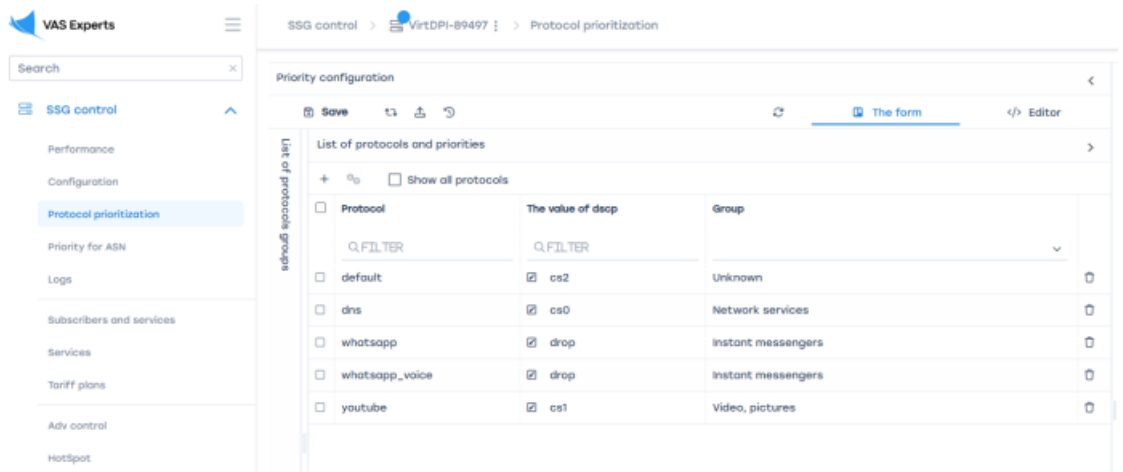 VAS Experts
SSG control > VirtDPI-89497 > Protocol prioritization
Search
SSG control
Performance
Configuration
Protocol prioritization
Priority for ASN
Logs
Subscribers and services
Services
Tariff plans
Adv control
HotSpot
Priority configuration
Save
The form
</> Editor
List of protocols groups
List of protocols and priorities
Show all protocols
Protocol The value of dscp Group
FILTER FILTER
default cs2 Unknown
dns cs0 Network services
whatsapp drop Instant messengers
whatsapp_voice drop Instant messengers
youtube cs1 Video, pictures